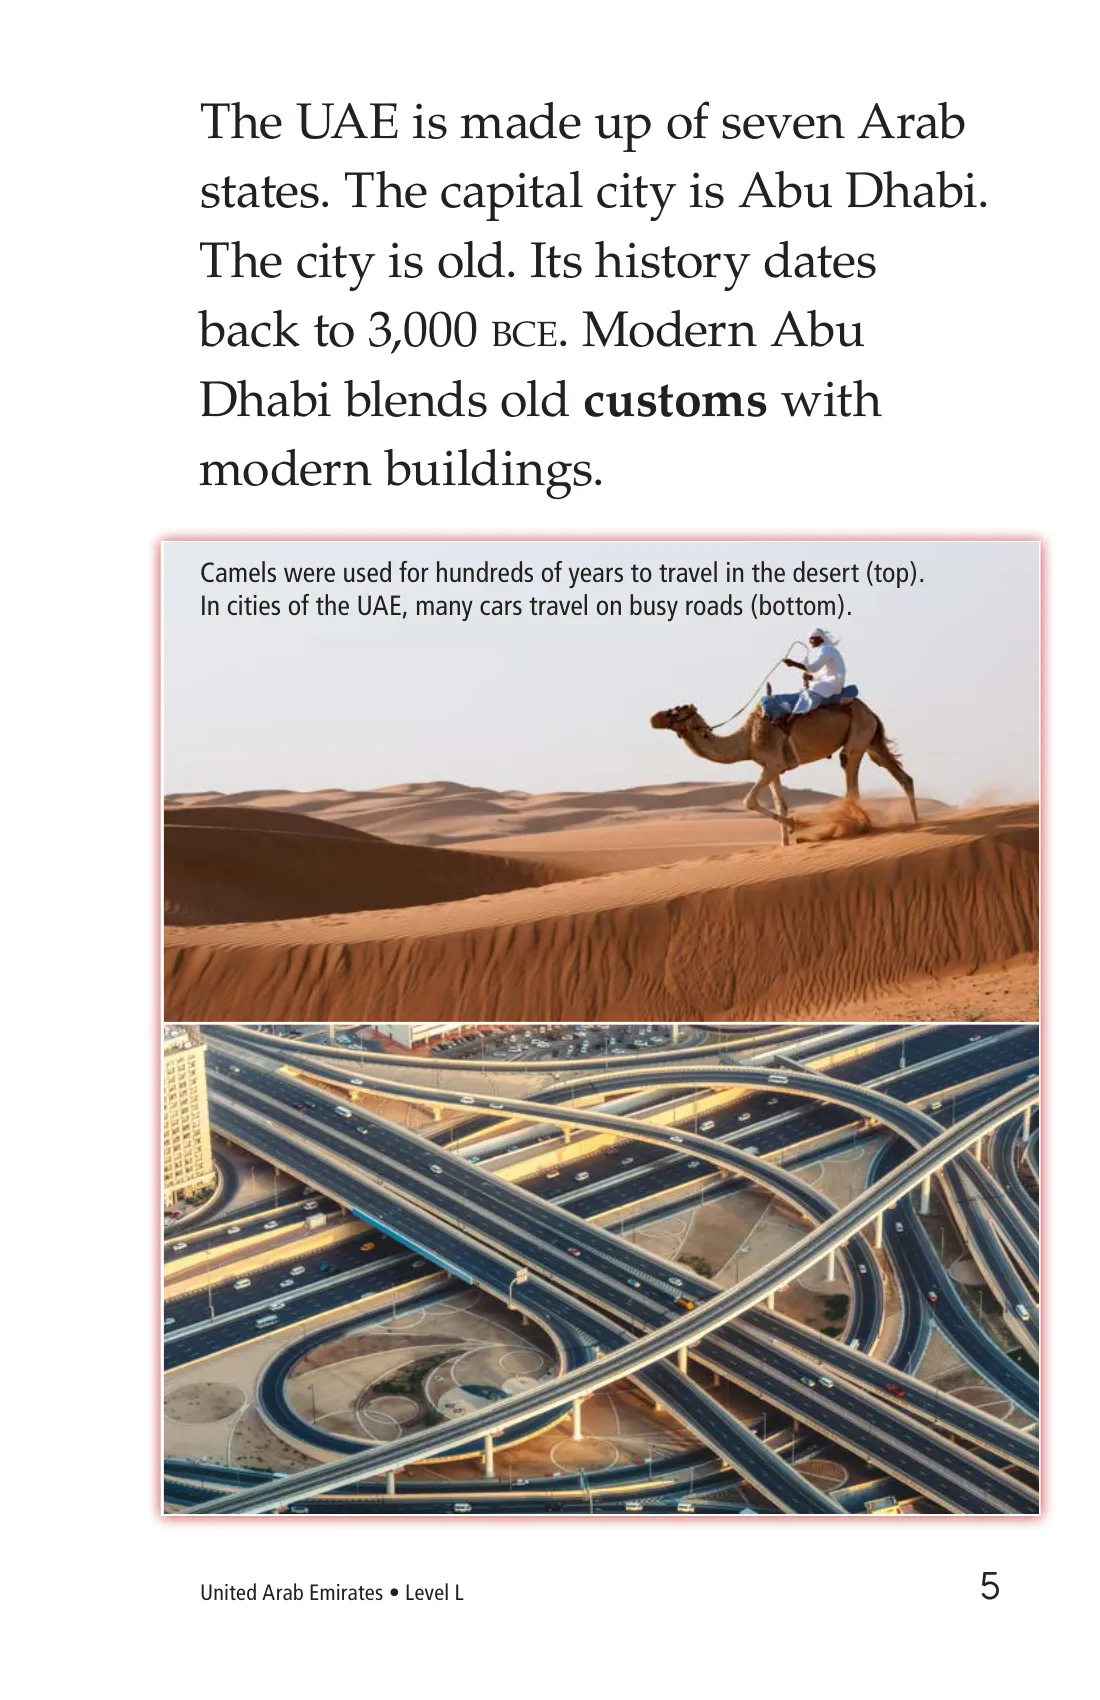 The UAE is made up of seven Arab
states. The capital city is Abu Dhabi.
The city is old. Its history dates
back to 3,000 BCE. Modern Abu
Dhabi blends old customs with
modern buildings.
Camels were used for hundreds of years to travel in the desert (top).
In cities of the UAE, many cars travel on busy roads (bottom).
United Arab Emirates • Level L
5